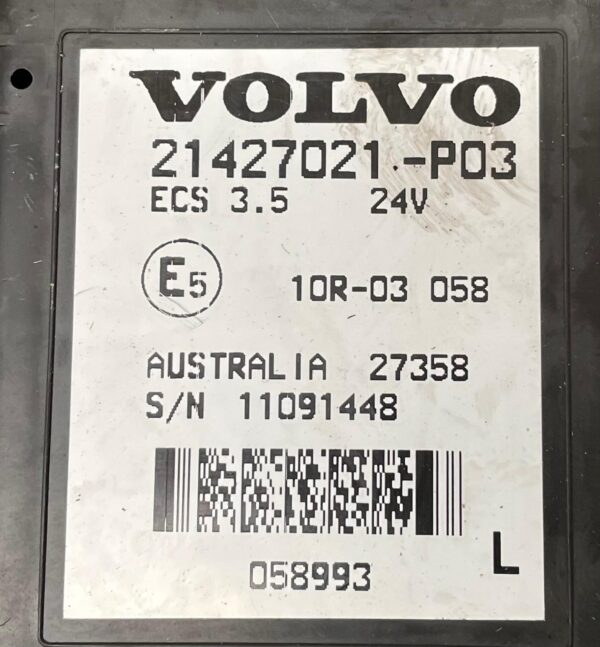 VOLVO
21427021-P03
ECS 3.5 24V
E5 10R-03 058
AUSTRALIA 27358
S/N 11091448
058993
L